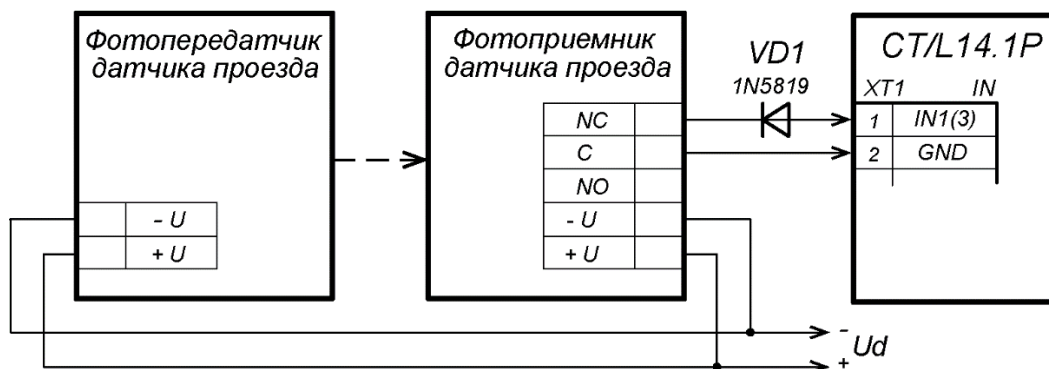 Фотопередатчик
датчика проезда
- U
+ U
Фотоприемник
датчика проезда
NC
C
NO
- U
+ U
VD1
1N5819
CT/L14.1P
XT1 IN
1 IN1(3)
2 GND
-
Ud
+